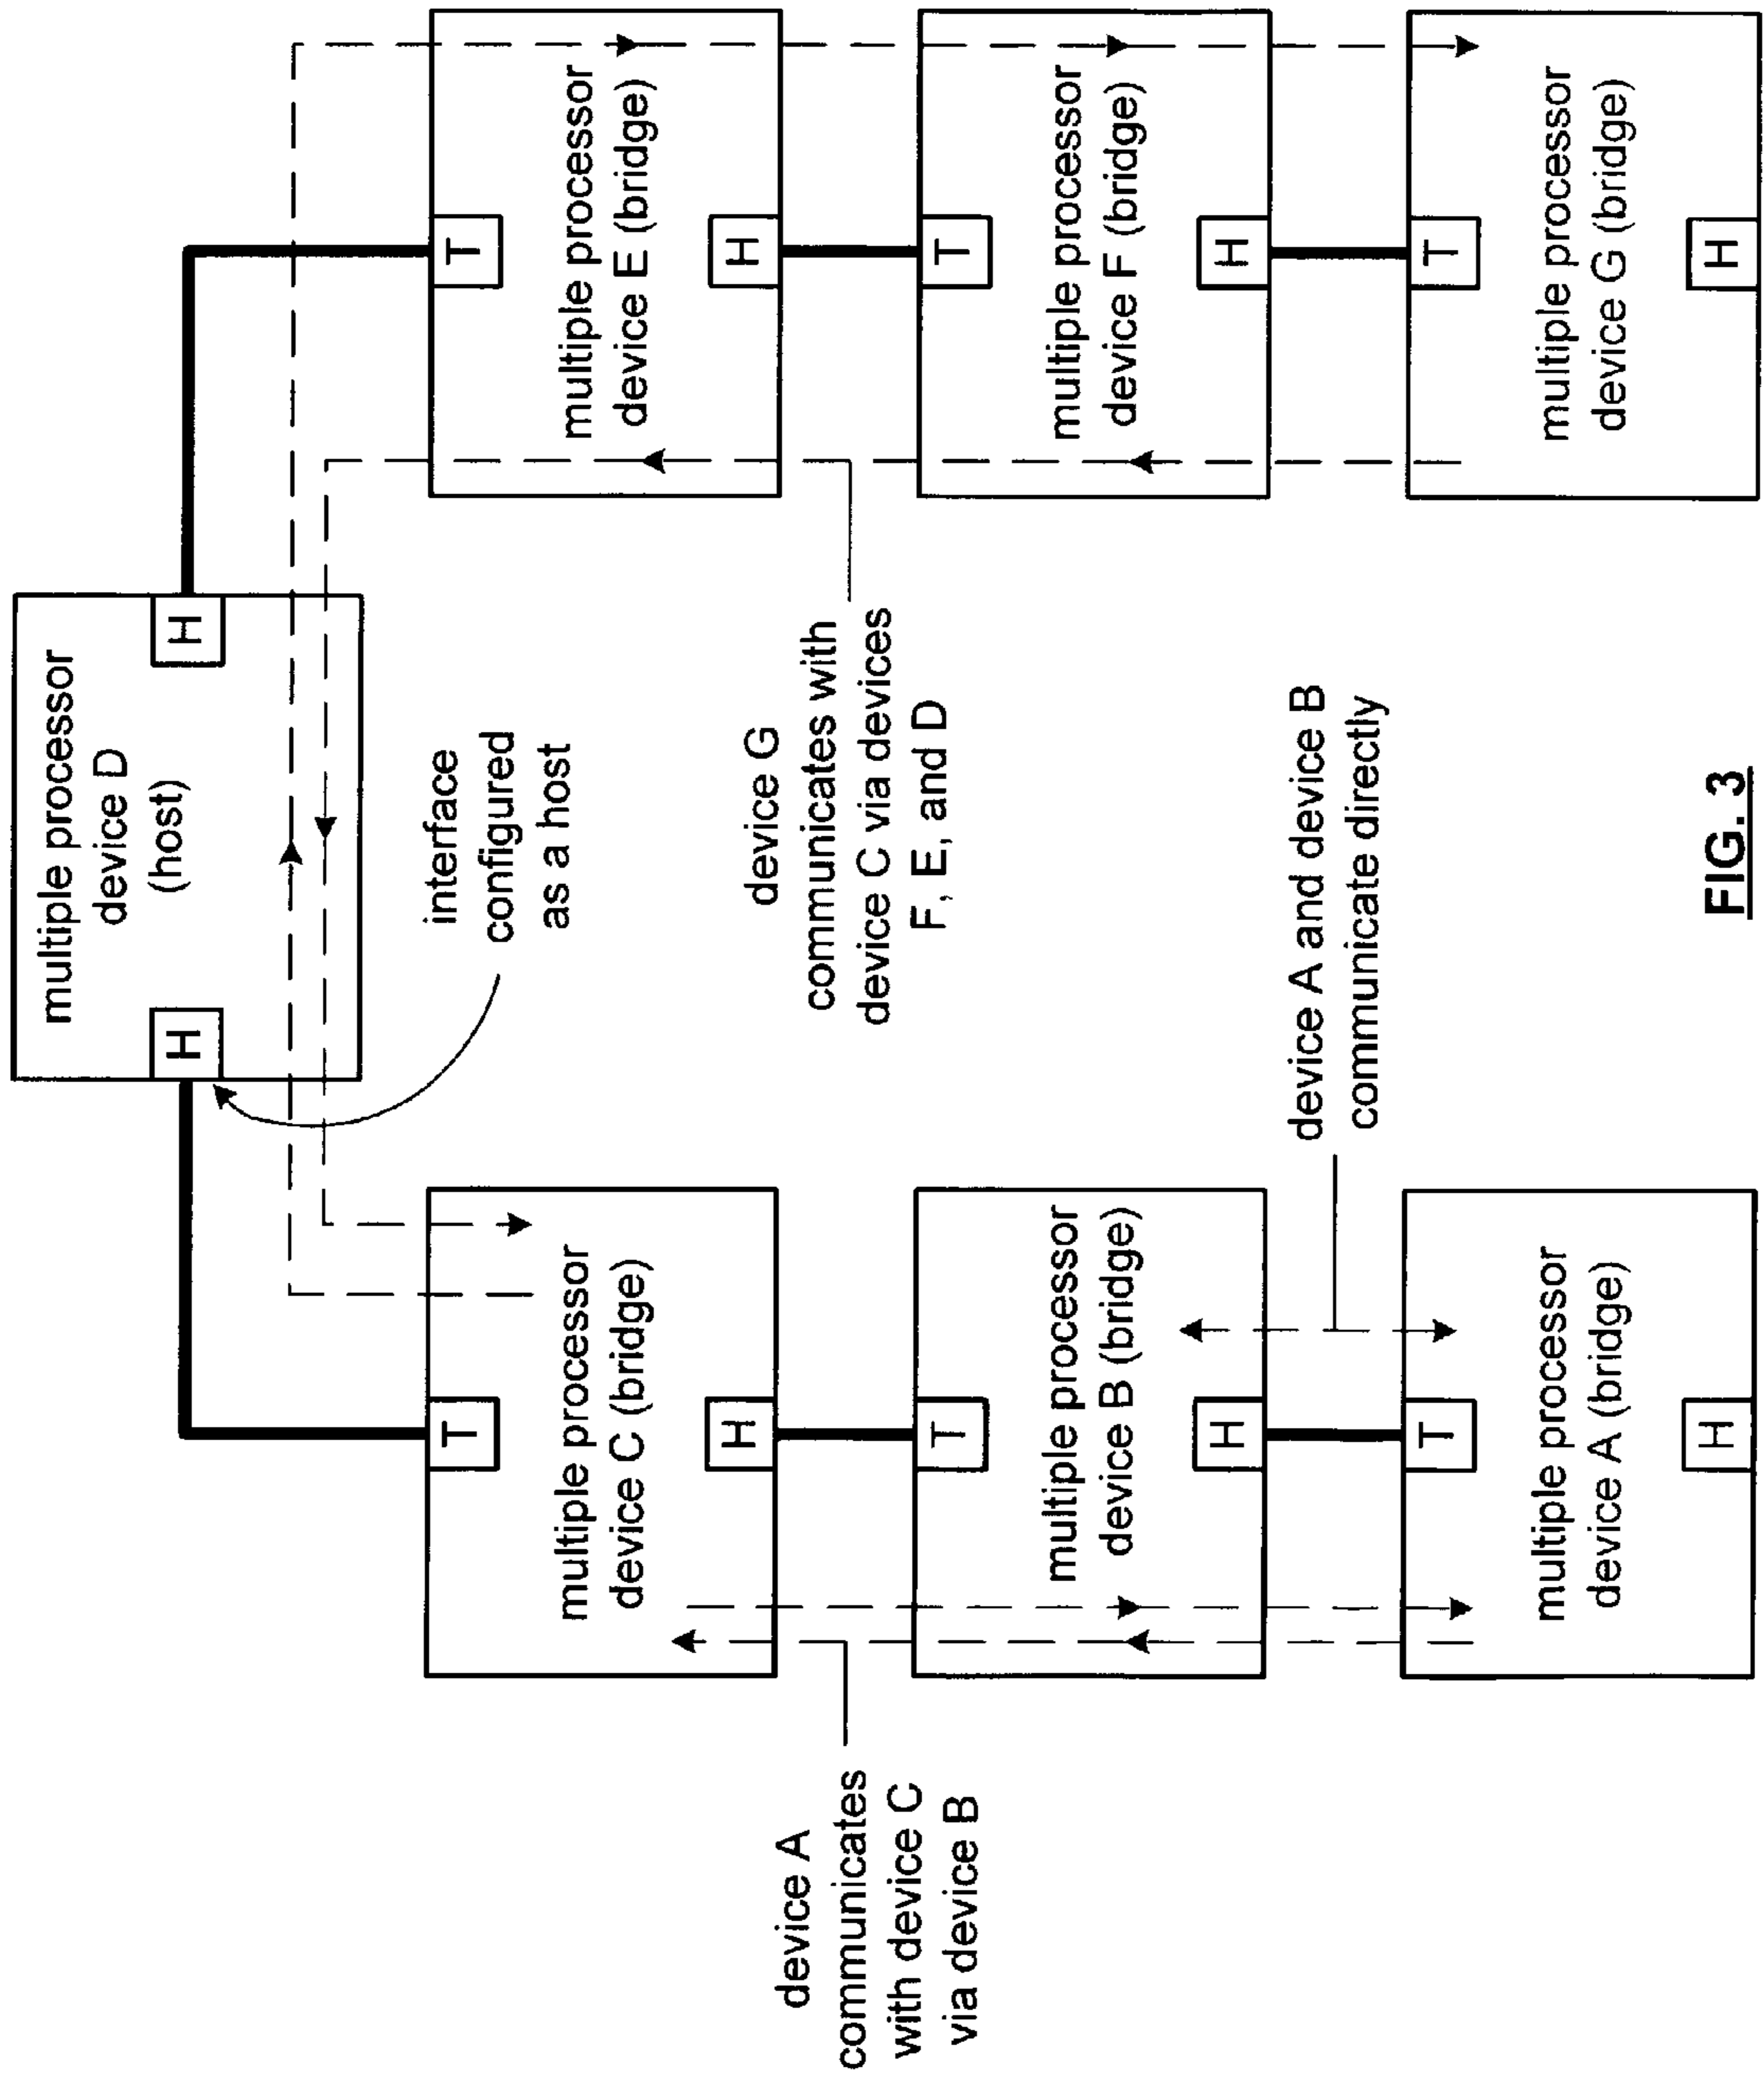 multiple processor
device D
(host)
H
H
interface
configured
as a host
T
multiple processor
device C (bridge)
H
T
multiple processor
device E (bridge)
H
device A
communicates
with device C
via device B
device G
communicates with
device C via devices
F, E, and D
T
multiple processor
device B (bridge)
H
T
multiple processor
device F (bridge)
H
device A and device B
communicate directly
T
multiple processor
device A (bridge)
H
T
multiple processor
device G (bridge)
H
FIG. 3